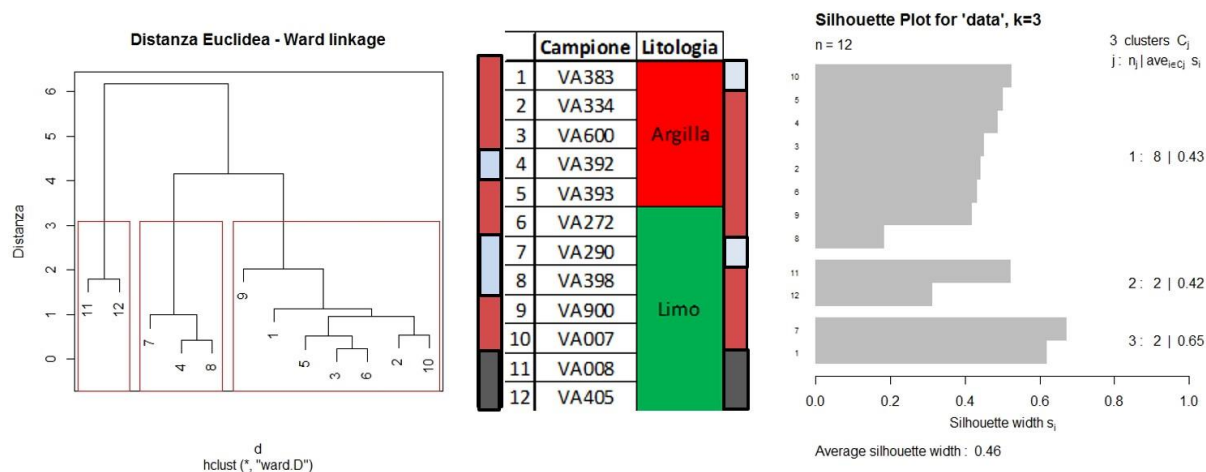 Distanza Euclidea - Ward linkage
Distanza
6
5
4
3
2
1
0
11
12
7
4
8
9
1
5
3
6
2
10
d
hclust (*, "ward.D")
Campione Litologia
1 VA383
2 VA334
3 VA600
4 VA392
5 VA393
6 VA272
7 VA290
8 VA398
9 VA900
10 VA007
11 VA008
12 VA405
Argilla
Limo
Silhouette Plot for 'data', k=3
n = 12
3 clusters Cj
j : nj | avei∈Cj si
10
5
4
3
2
6
9
8
11
12
7
1
1 : 8 | 0.43
2 : 2 | 0.42
3 : 2 | 0.65
0.0 0.2 0.4 0.6 0.8 1.0
Silhouette width si
Average silhouette width : 0.46